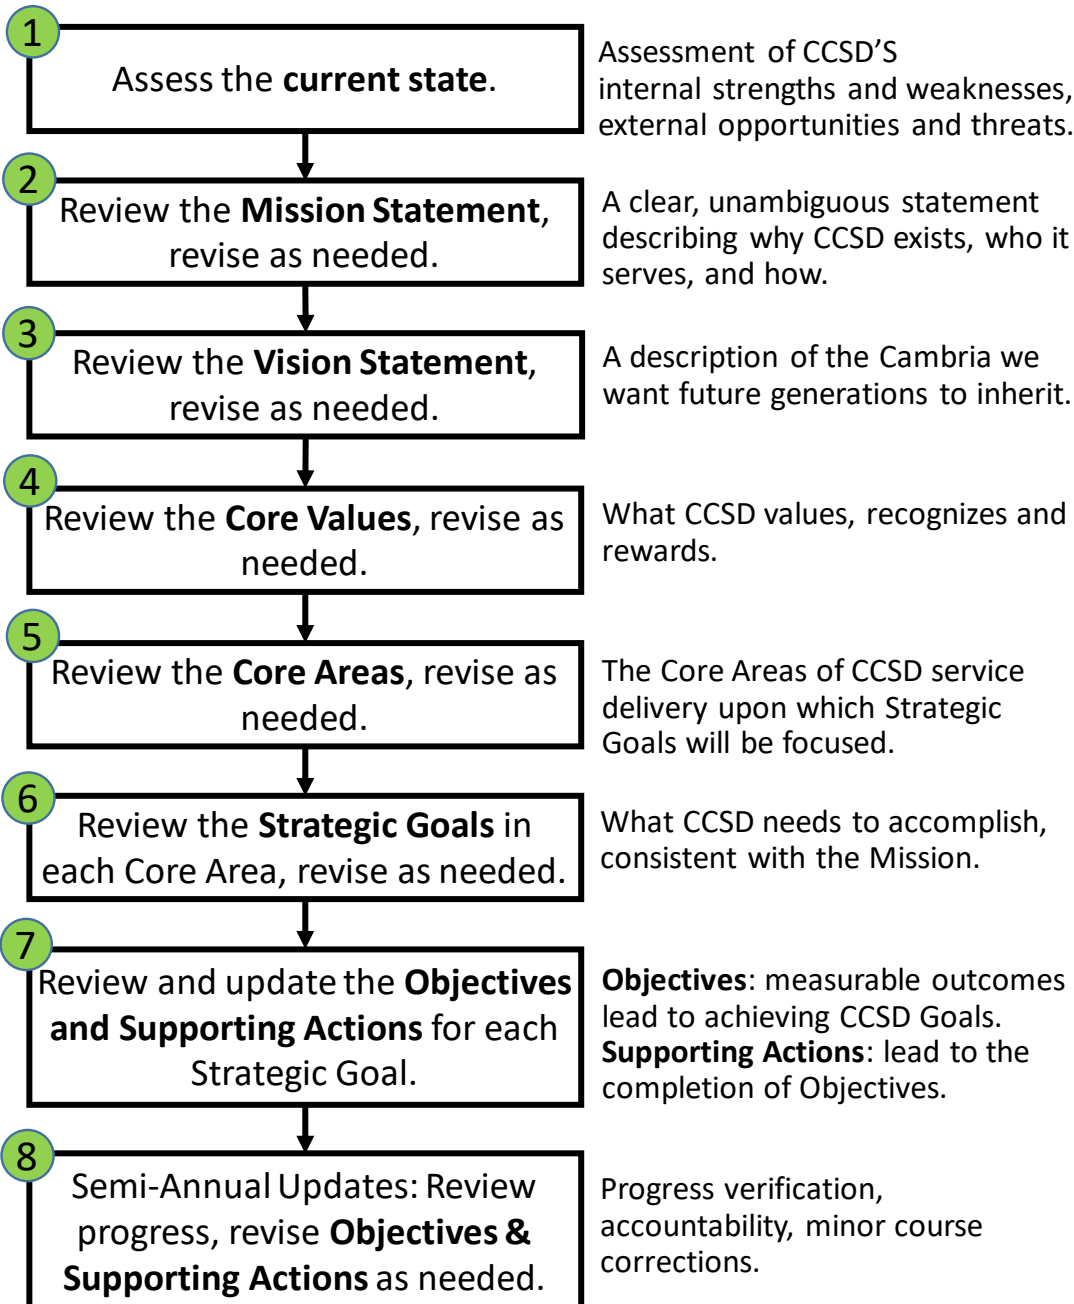 1
Assess the current state.
Assessment of CCSD'S
internal strengths and weaknesses,
external opportunities and threats.
2
Review the Mission Statement,
revise as needed.
A clear, unambiguous statement
describing why CCSD exists, who it
serves, and how.
3
Review the Vision Statement,
revise as needed.
A description of the Cambria we
want future generations to inherit.
4
Review the Core Values, revise as
needed.
What CCSD values, recognizes and
rewards.
5
Review the Core Areas, revise as
needed.
The Core Areas of CCSD service
delivery upon which Strategic
Goals will be focused.
6
Review the Strategic Goals in
each Core Area, revise as needed.
What CCSD needs to accomplish,
consistent with the Mission.
7
Review and update the Objectives
and Supporting Actions for each
Strategic Goal.
Objectives: measurable outcomes
lead to achieving CCSD Goals.
Supporting Actions: lead to the
completion of Objectives.
8
Semi-Annual Updates: Review
progress, revise Objectives &
Supporting Actions as needed.
Progress verification,
accountability, minor course
corrections.